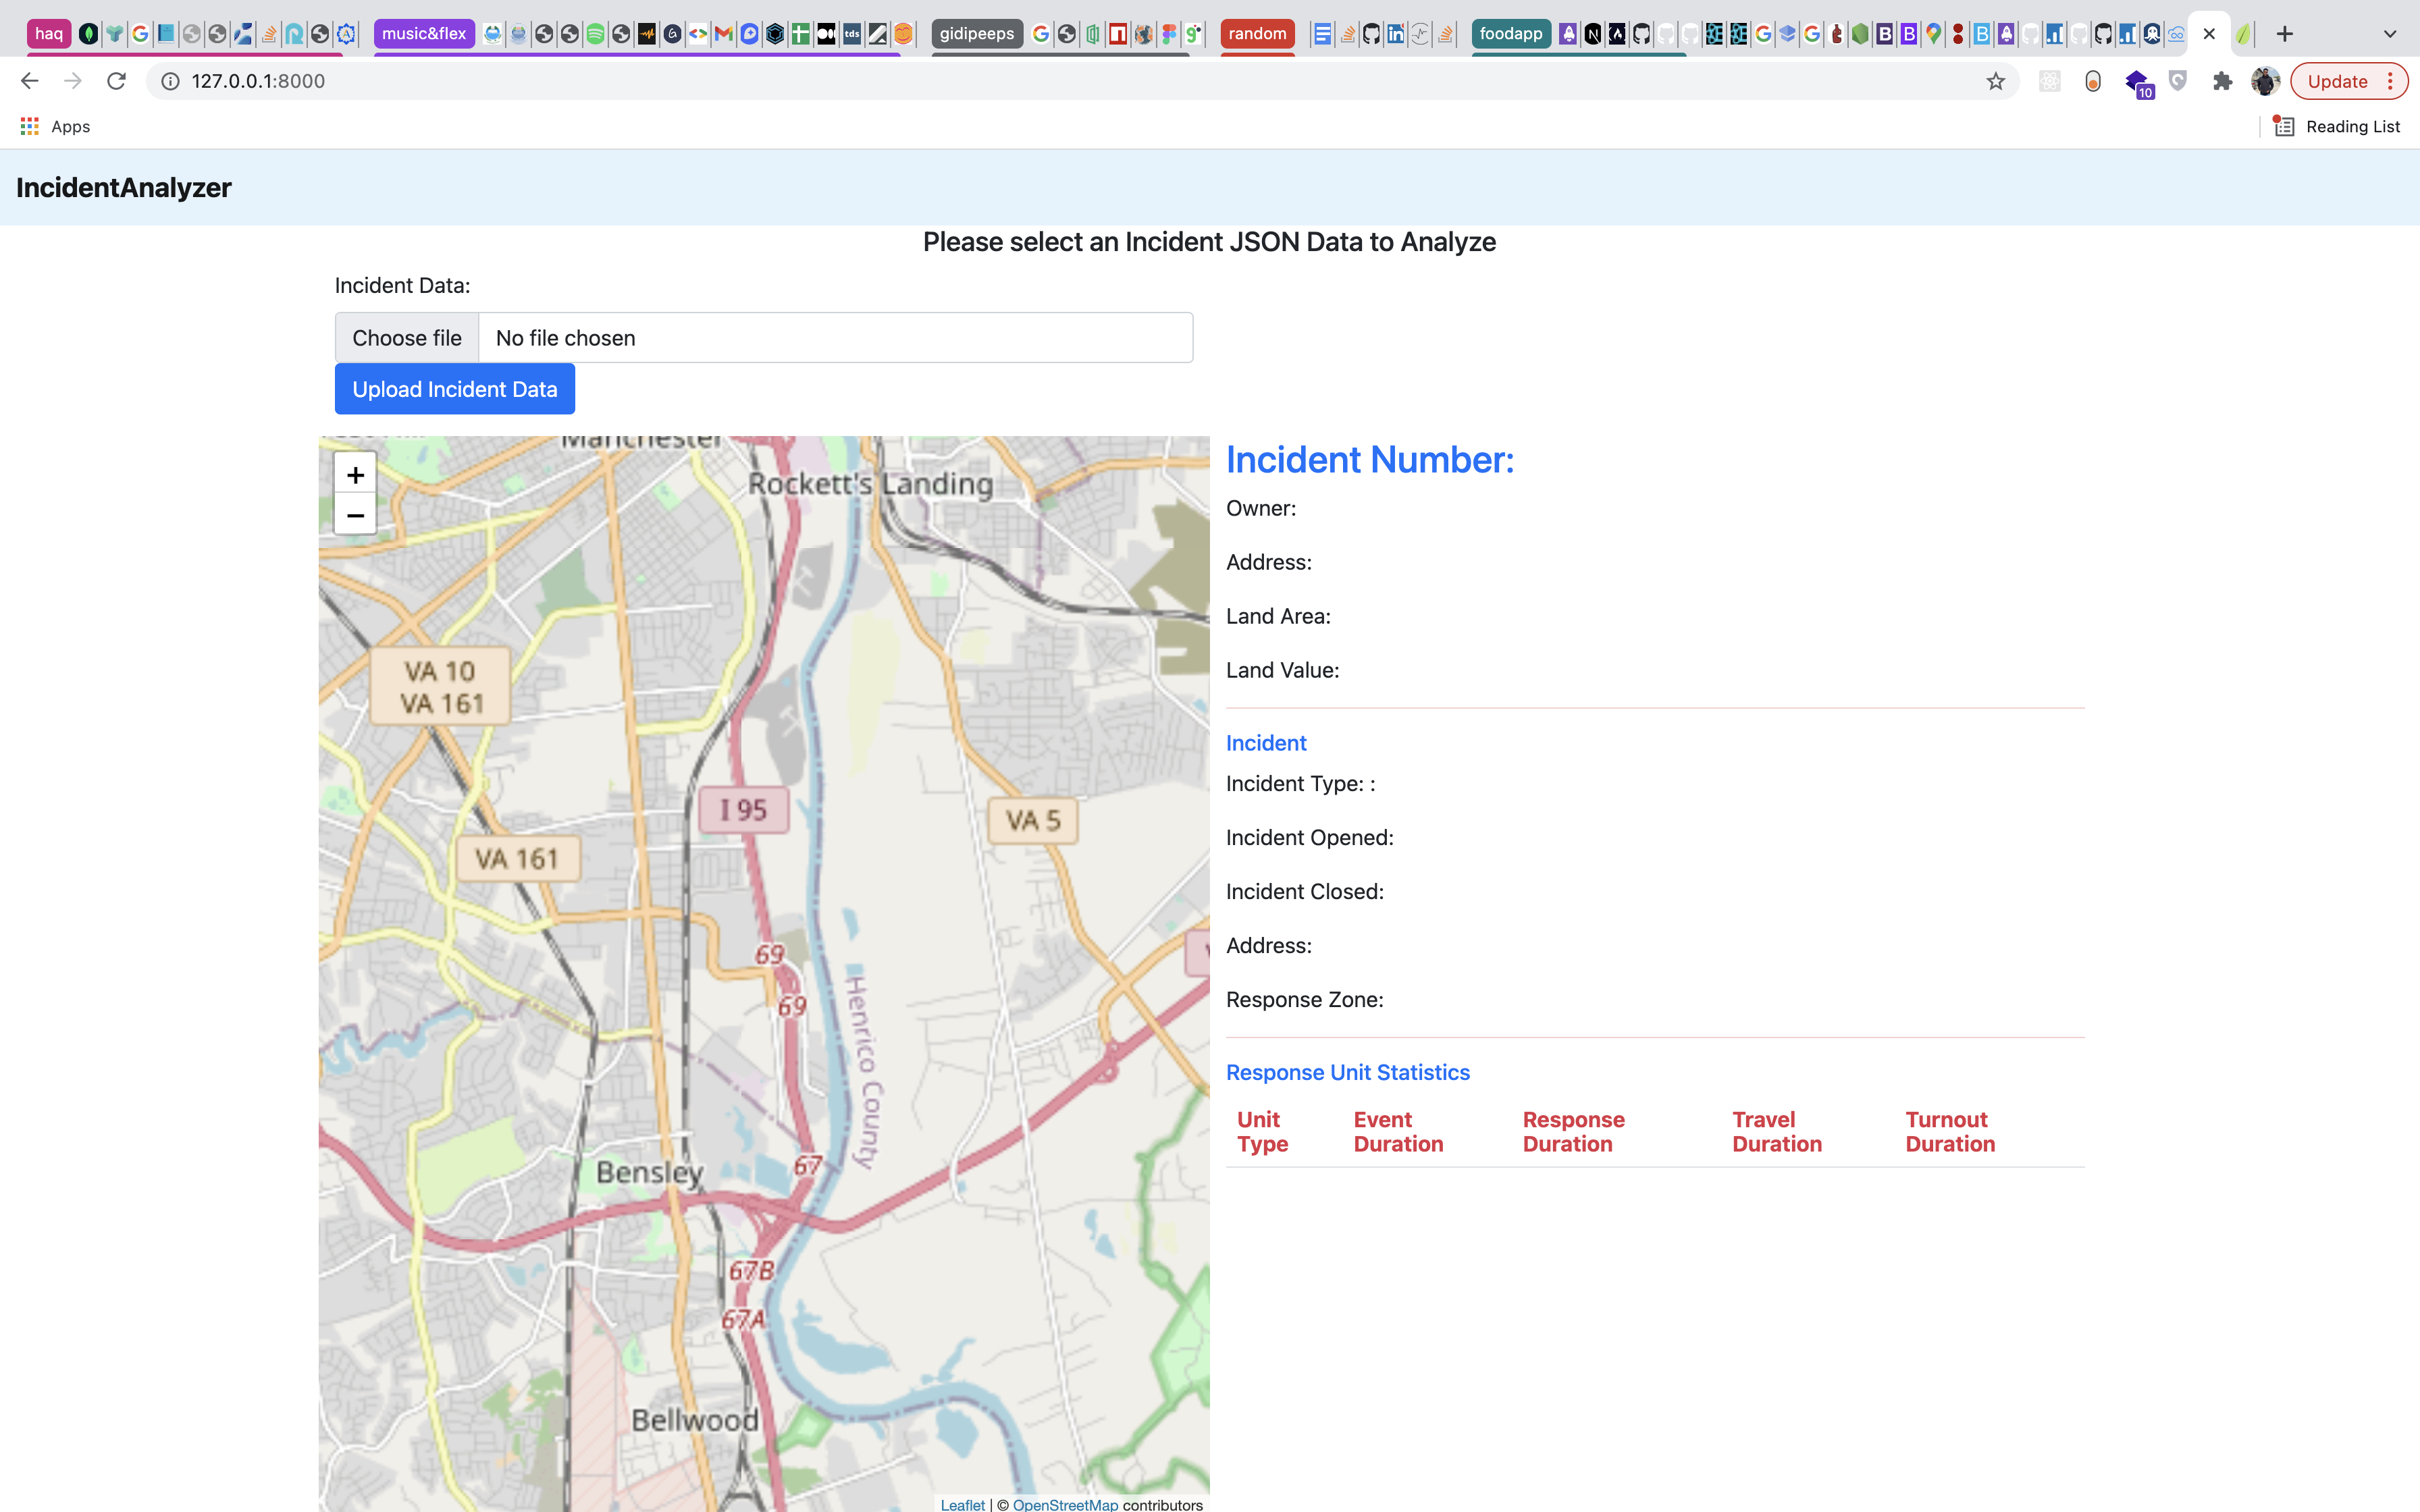 haq
music&flex
tds
gidipeeps
random
foodapp
127.0.0.1:8000
10
Update
Apps
Reading List
IncidentAnalyzer
Please select an Incident JSON Data to Analyze
Incident Data:
Choose file No file chosen
Upload Incident Data
Manchester
Rockett's Landing
+
−
VA 10
VA 161
I 95
VA 5
VA 161
69
69
Henrico County
67
Bensley
67B
67A
Bellwood
Leaflet | © OpenStreetMap contributors
Incident Number:
Owner:
Address:
Land Area:
Land Value:
Incident
Incident Type: :
Incident Opened:
Incident Closed:
Address:
Response Zone:
Response Unit Statistics
Unit Type Event Duration Response Duration Travel Duration Turnout Duration